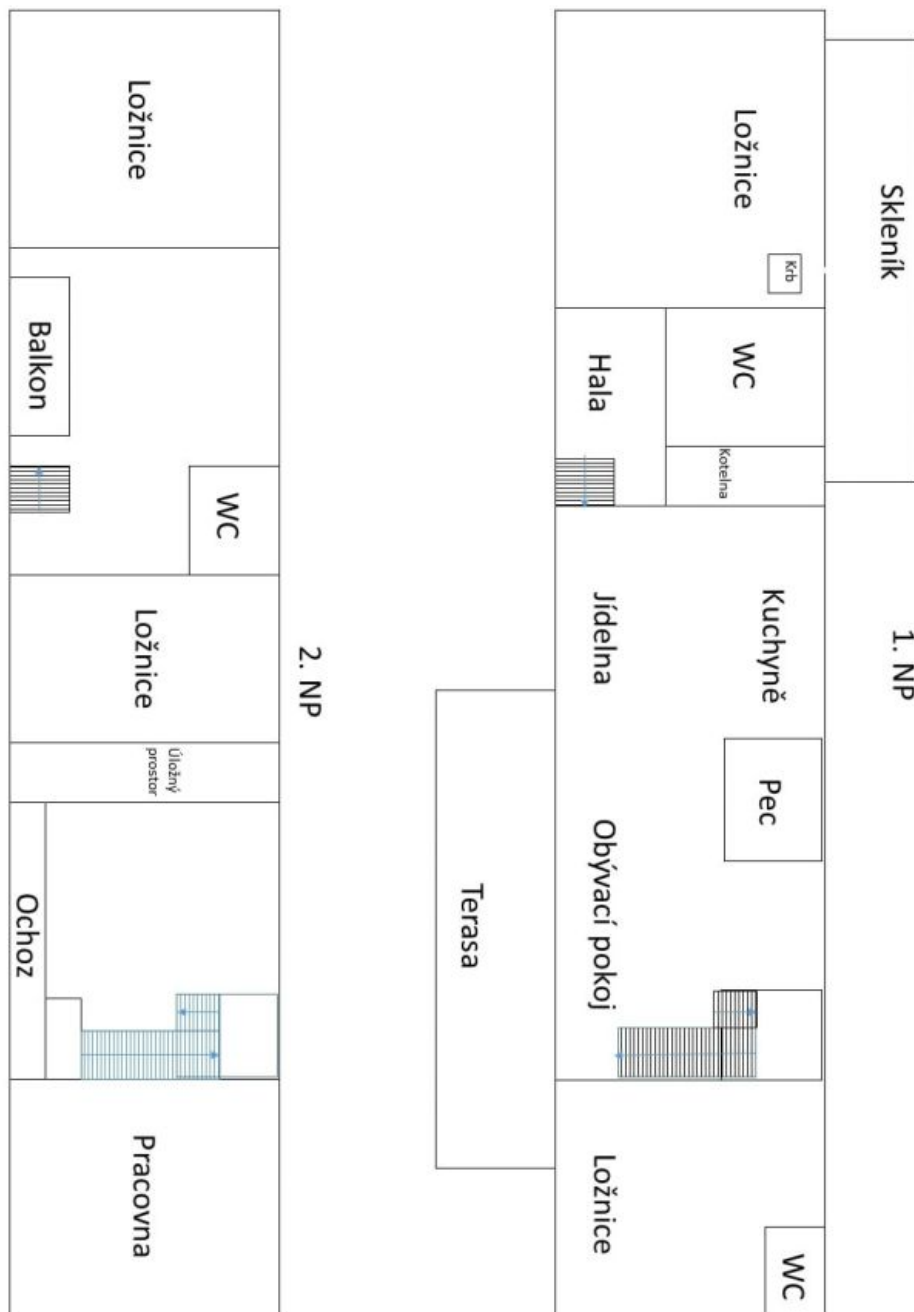 1. NP
Skleník
Ložnice
Krb
WC
Kotelna
Kuchyně
Pec
WC
Hala
Jídelna
Obývací pokoj
Ložnice
Terasa
2. NP
Ložnice
WC
Ložnice
Úložný
prostor
Pracovna
Balkon
Ochoz